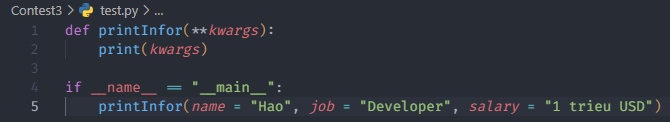 Contest3 > test.py > ...
1 def printInfor(**kwargs):
2     print(kwargs)
3
4 if __name__ == "__main__":
5     printInfor(name = "Hao", job = "Developer", salary = "1 trieu USD")